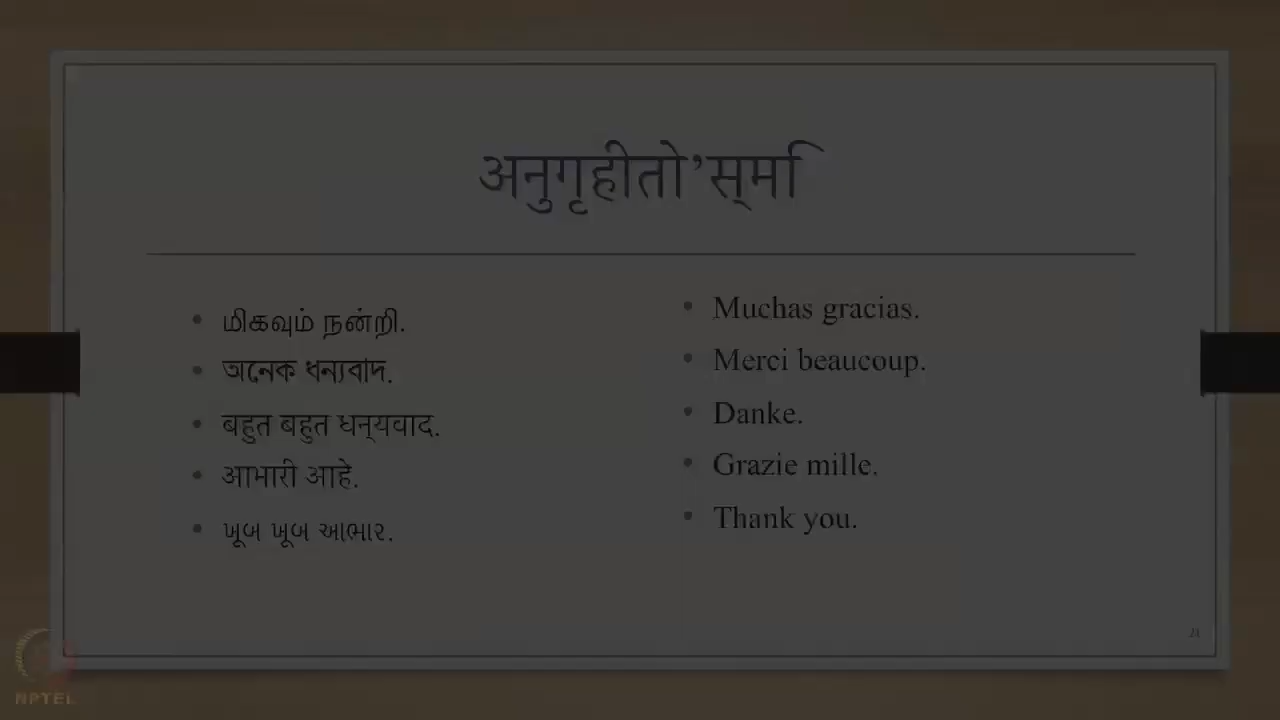 अनुगृहीतो’स्मि
• மிகவும் நன்றி.
• অনেক ধন্যবাদ.
• बहुत बहुत धन्यवाद.
• आभारी आहे.
• ખૂબ ખૂબ આભાર.
• Muchas gracias.
• Merci beaucoup.
• Danke.
• Grazie mille.
• Thank you.
21
NPTEL